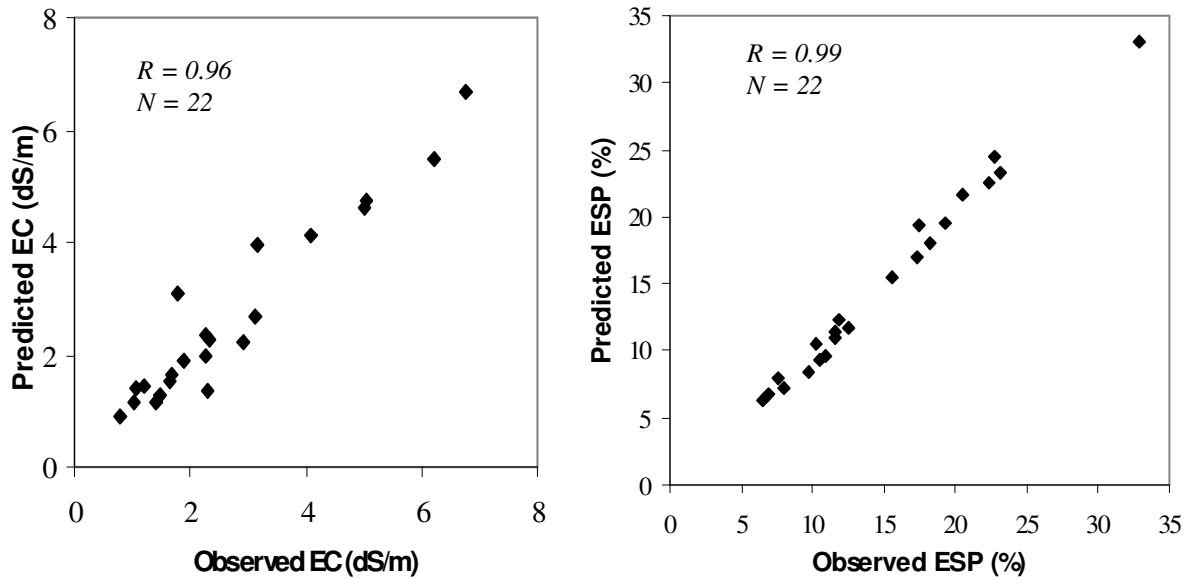 8
6
4
2
0
Predicted EC (dS/m)
R = 0.96
N = 22
0 2 4 6 8
Observed EC (dS/m)
35
30
25
20
15
10
5
0
Predicted ESP (%)
R = 0.99
N = 22
0 5 10 15 20 25 30 35
Observed ESP (%)